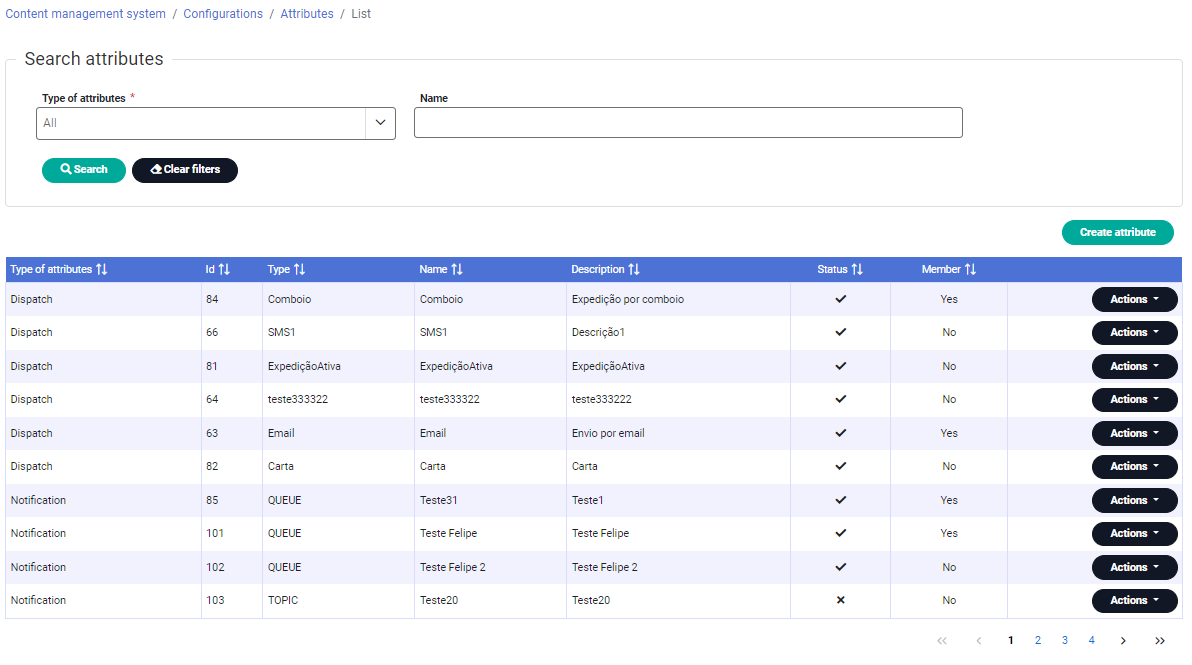 Content management system / Configurations / Attributes / List
Search attributes
Type of attributes * Name
All
Search Clear filters
Create attribute
Type of attributes Id Type Name Description Status Member
Dispatch 84 Comboio Comboio Expedição por comboio Yes Actions
Dispatch 66 SMS1 SMS1 Descrição1 No Actions
Dispatch 81 ExpediçãoAtiva ExpediçãoAtiva ExpediçãoAtiva No Actions
Dispatch 64 teste333322 teste333322 teste333222 No Actions
Dispatch 63 Email Email Envio por email Yes Actions
Dispatch 82 Carta Carta Carta No Actions
Notification 85 QUEUE Teste31 Teste1 Yes Actions
Notification 101 QUEUE Teste Felipe Teste Felipe Yes Actions
Notification 102 QUEUE Teste Felipe 2 Teste Felipe 2 No Actions
Notification 103 TOPIC Teste20 Teste20 No Actions
1 2 3 4